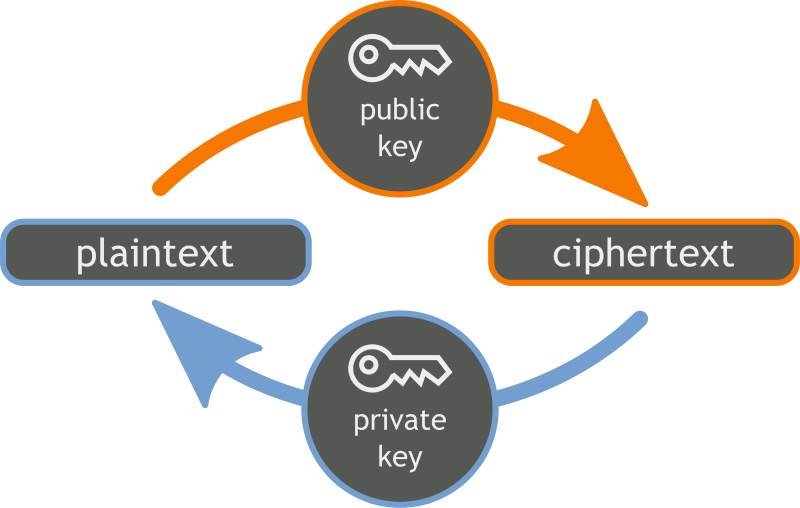 public
key
plaintext
ciphertext
private
key